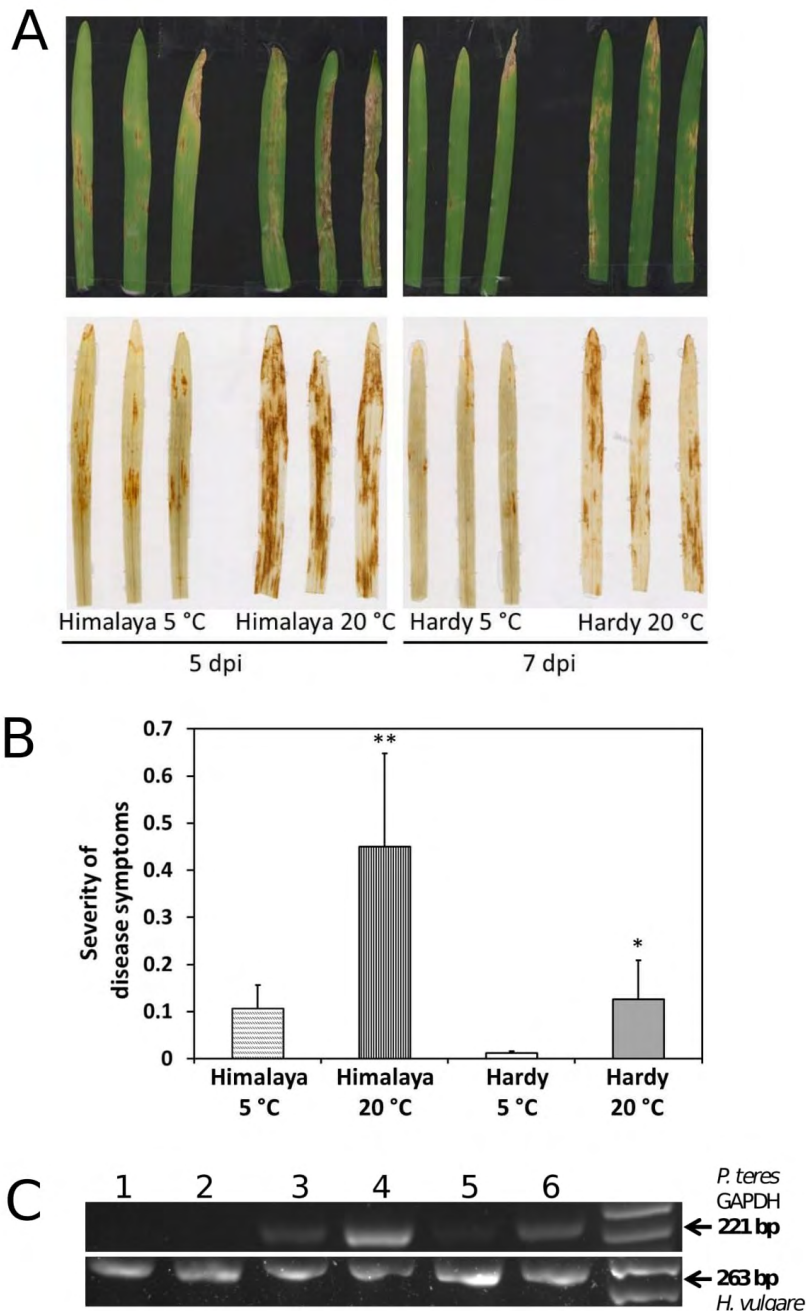 A
Himalaya 5 °C Himalaya 20 °C Hardy 5 °C Hardy 20 °C
5 dpi 7 dpi
B
Severity of
disease symptoms
0.7
0.6
0.5
0.4
0.3
0.2
0.1
0
**
*
Himalaya
5 °C
Himalaya
20 °C
Hardy
5 °C
Hardy
20 °C
C
1 2 3 4 5 6
P. teres
GAPDH
221 bp
263 bp
H. vulgare